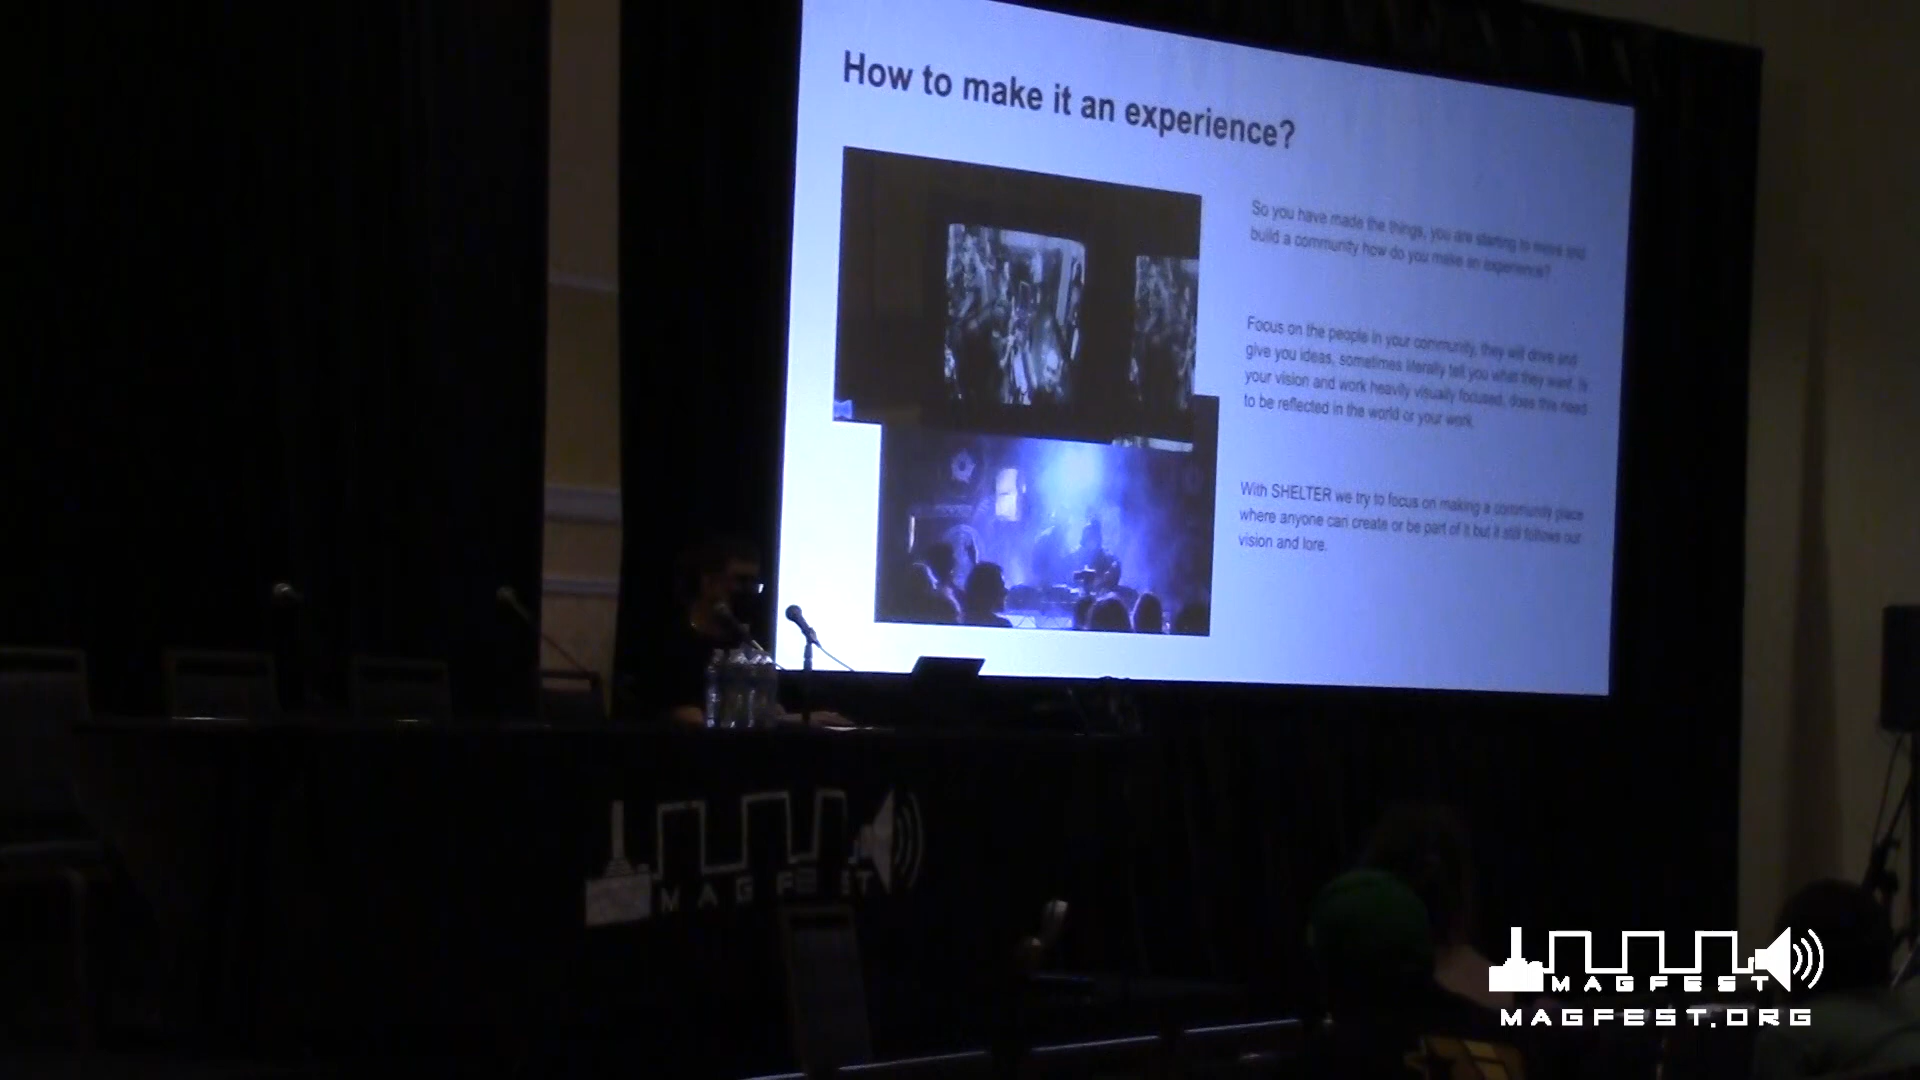 How to make it an experience?
So you have made the things, you are starting to move and
build a community how do you make an experience?
Focus on the people in your community, they will drive and
give you ideas, sometimes literally tell you what they want. Is
your vision and work heavily visually focused, does this need
to be reflected in the world or your work.
With SHELTER we try to focus on making a community place
where anyone can create or be part of it but it still follows our
vision and lore.
MAGFEST
MAGFEST
MAGFEST.ORG